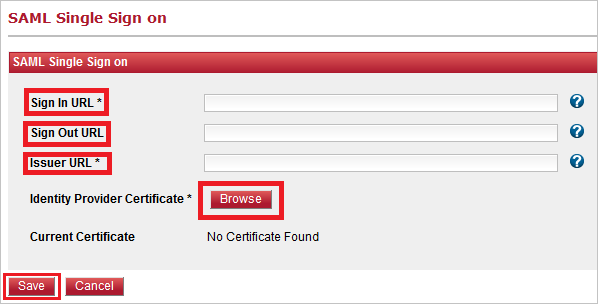 SAML Single Sign on
SAML Single Sign on
Sign In URL *
?
Sign Out URL
?
Issuer URL *
?
Identity Provider Certificate * Browse
Current Certificate No Certificate Found
Save Cancel